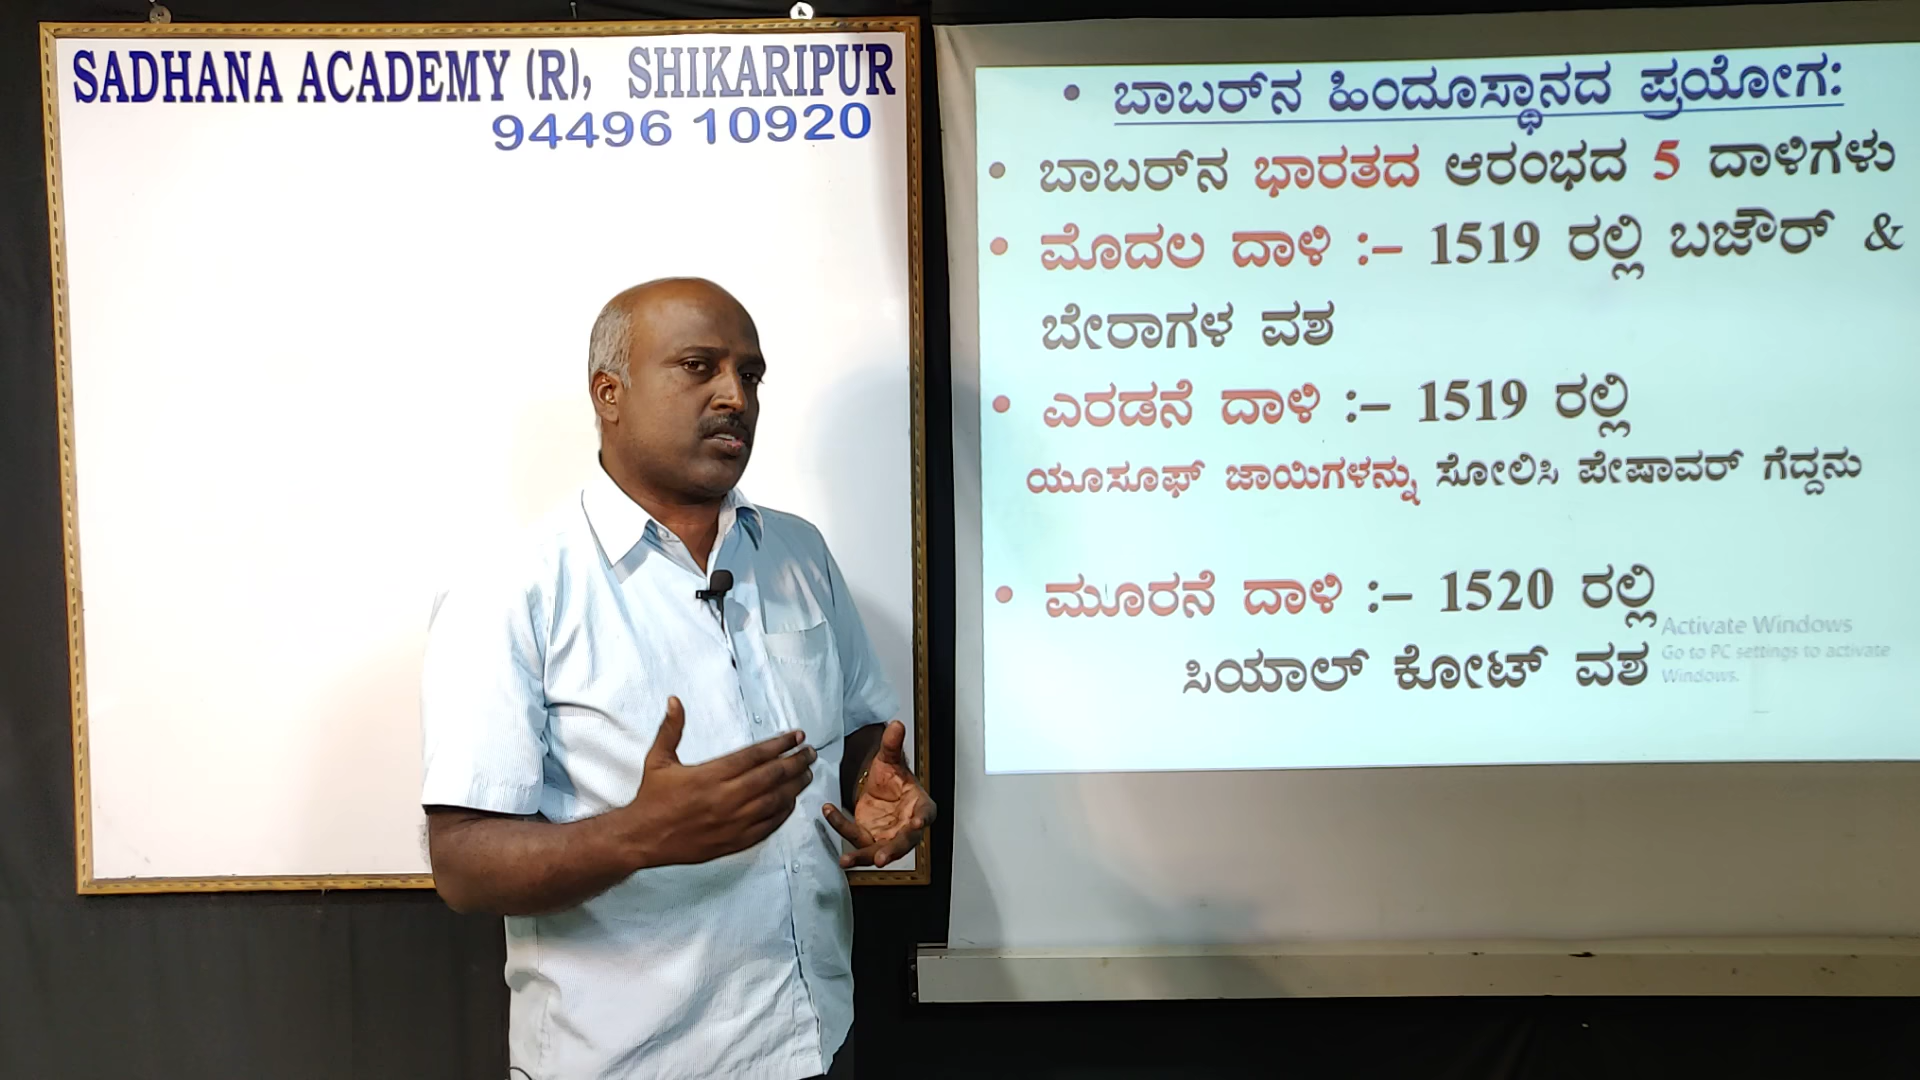 SADHANA ACADEMY (R), SHIKARIPUR
94496 10920
• ಬಾಬರ್‌ನ ಹಿಂದೂಸ್ಥಾನದ ಪ್ರಯೋಗ:
• ಬಾಬರ್‌ನ ಭಾರತದ ಆರಂಭದ 5 ದಾಳಿಗಳು
• ಮೊದಲ ದಾಳಿ :– 1519 ರಲ್ಲಿ ಬಜೌರ್ &
ಬೇರಾಗಳ ವಶ
• ಎರಡನೆ ದಾಳಿ :– 1519 ರಲ್ಲಿ
ಯೂಸೂಫ್ ಜಾಯಿಗಳನ್ನು ಸೋಲಿಸಿ ಪೇಷಾವರ್ ಗೆದ್ದನು
• ಮೂರನೆ ದಾಳಿ :– 1520 ರಲ್ಲಿ
ಸಿಯಾಲ್ ಕೋಟ್ ವಶ
Activate Windows
Go to PC settings to activate
Windows.